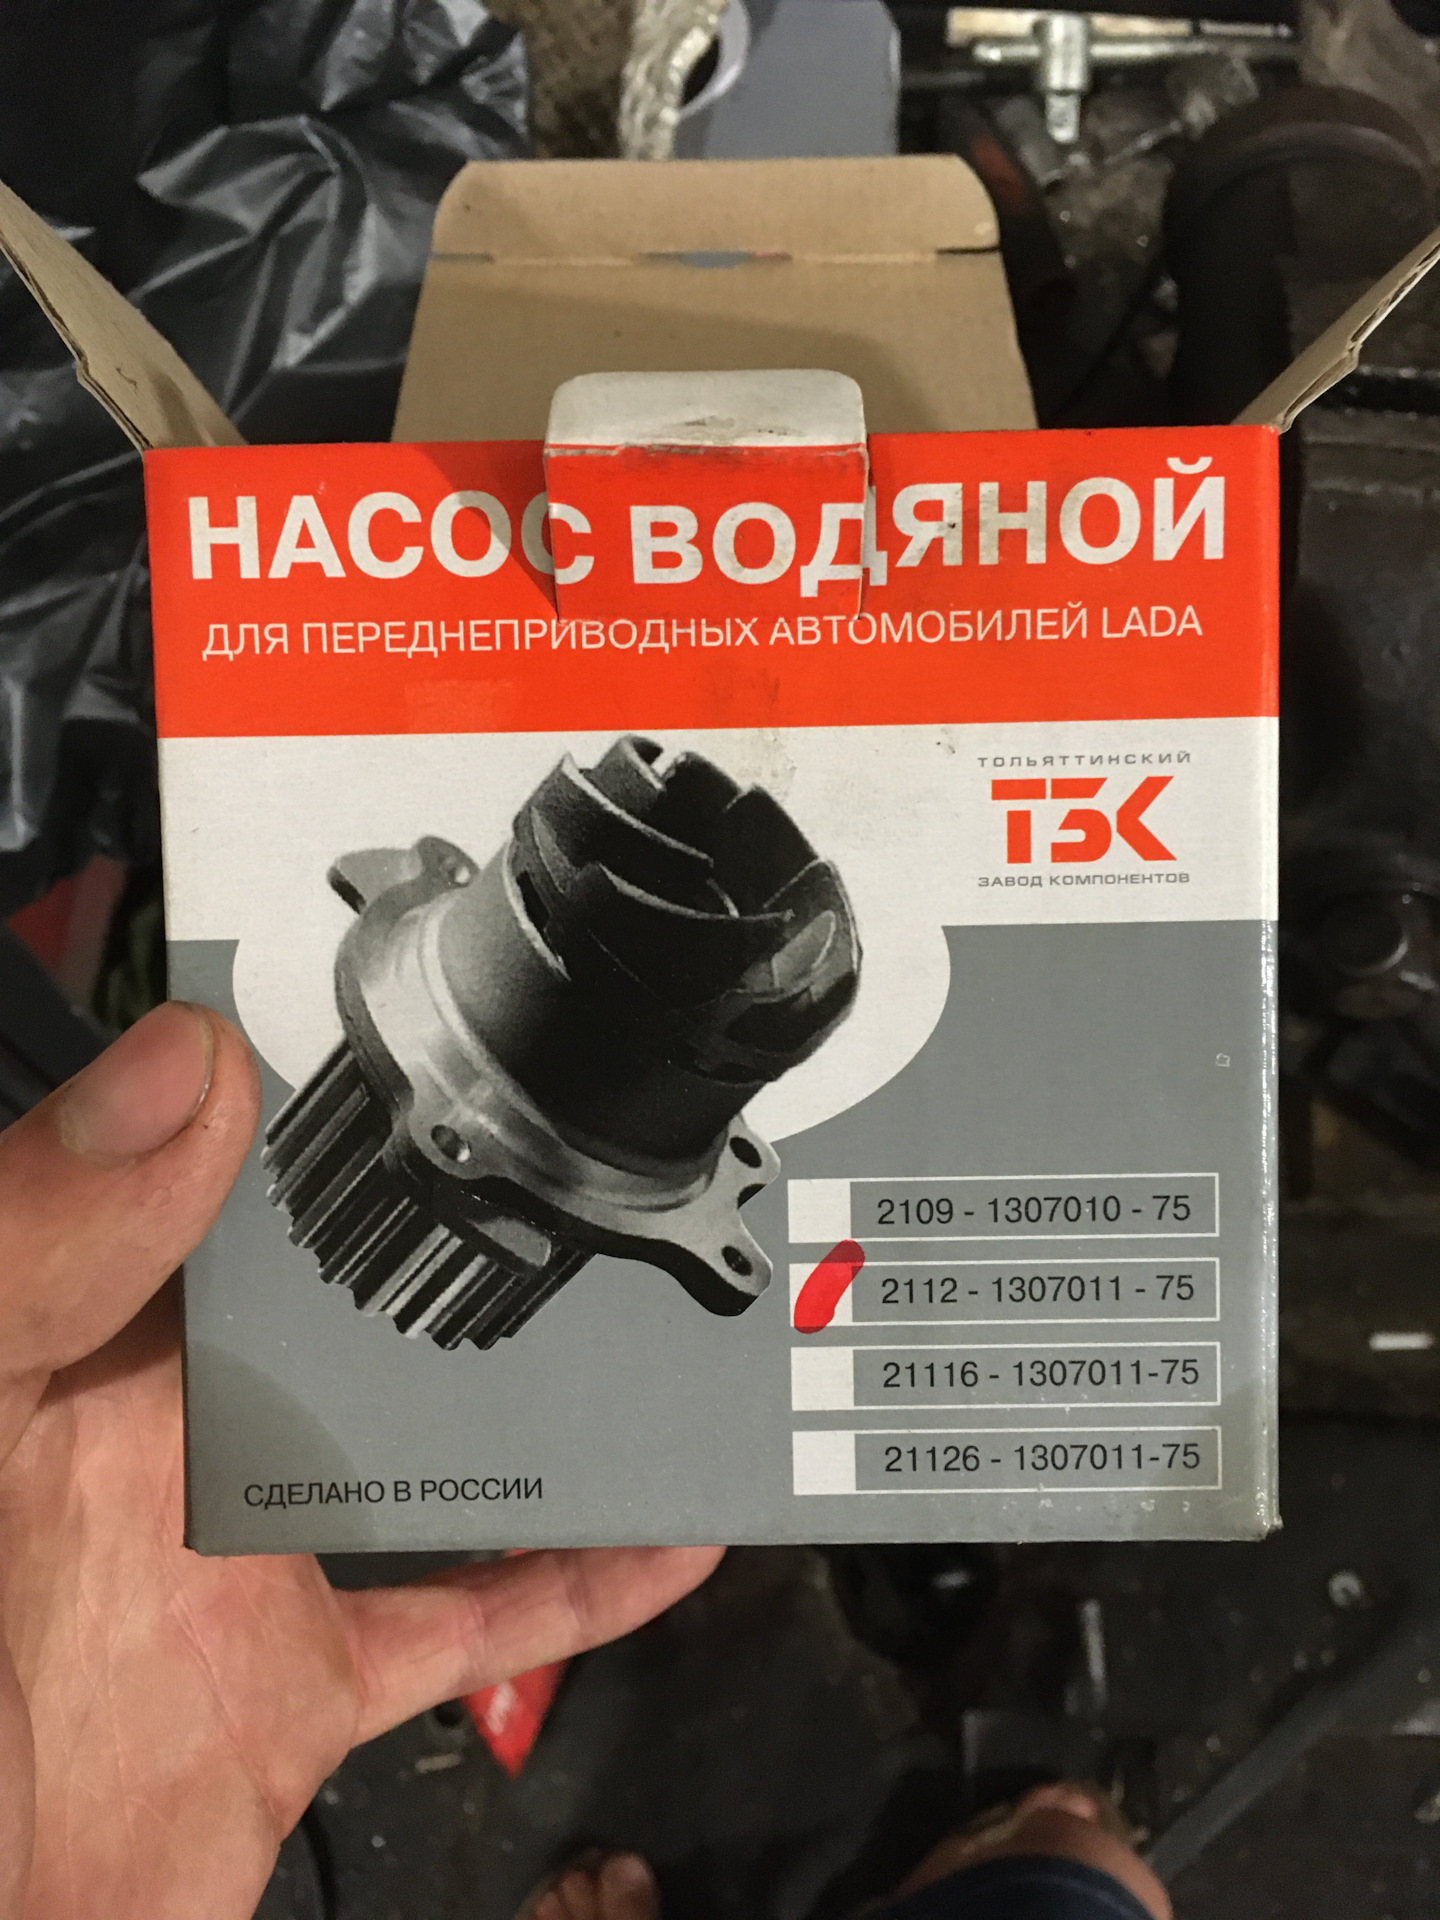 НАСОС ВОДЯНОЙ
ДЛЯ ПЕРЕДНЕПРИВОДНЫХ АВТОМОБИЛЕЙ LADA
ТОЛЬЯТТИНСКИЙ
ТЗК
ЗАВОД КОМПОНЕНТОВ
2109 - 1307010 - 75
2112 - 1307011 - 75
21116 - 1307011-75
21126 - 1307011-75
СДЕЛАНО В РОССИИ